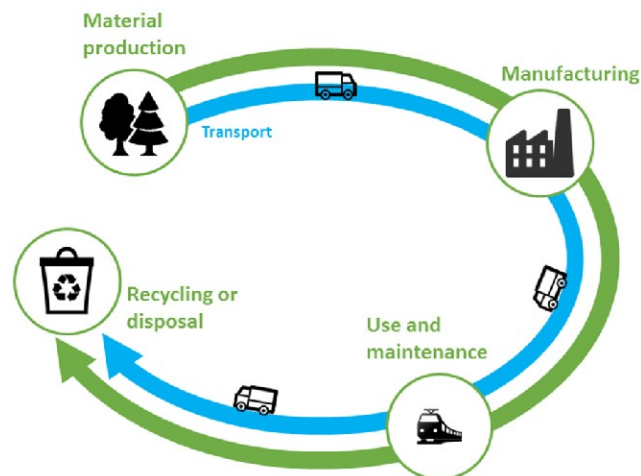 Material
production
Manufacturing
Transport
Recycling or
disposal
Use and
maintenance